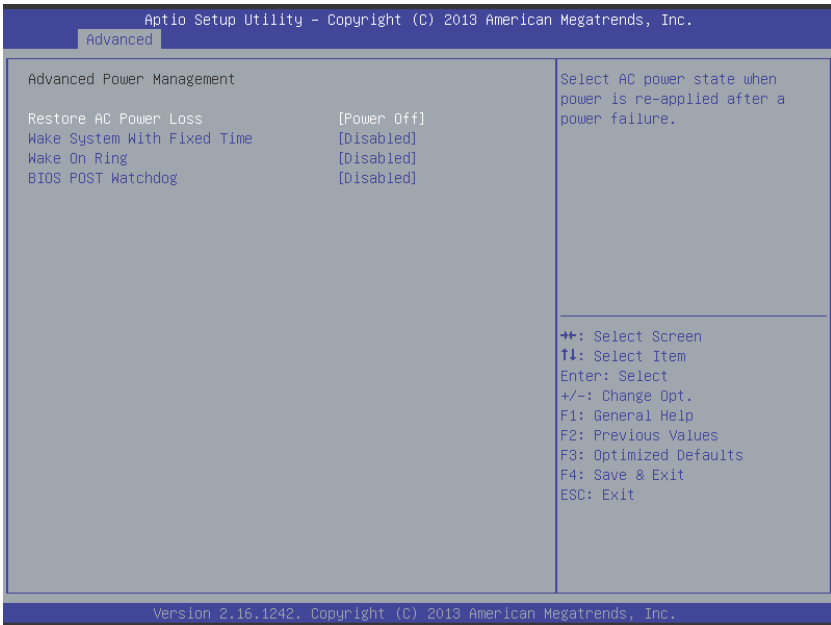 Aptio Setup Utility – Copyright (C) 2013 American Megatrends, Inc.
Advanced
Advanced Power Management
Restore AC Power Loss [Power Off]
Wake System With Fixed Time [Disabled]
Wake On Ring [Disabled]
BIOS POST Watchdog [Disabled]
Select AC power state when
power is re-applied after a
power failure.
→←: Select Screen
↑↓: Select Item
Enter: Select
+/-: Change Opt.
F1: General Help
F2: Previous Values
F3: Optimized Defaults
F4: Save & Exit
ESC: Exit
Version 2.16.1242. Copyright (C) 2013 American Megatrends, Inc.